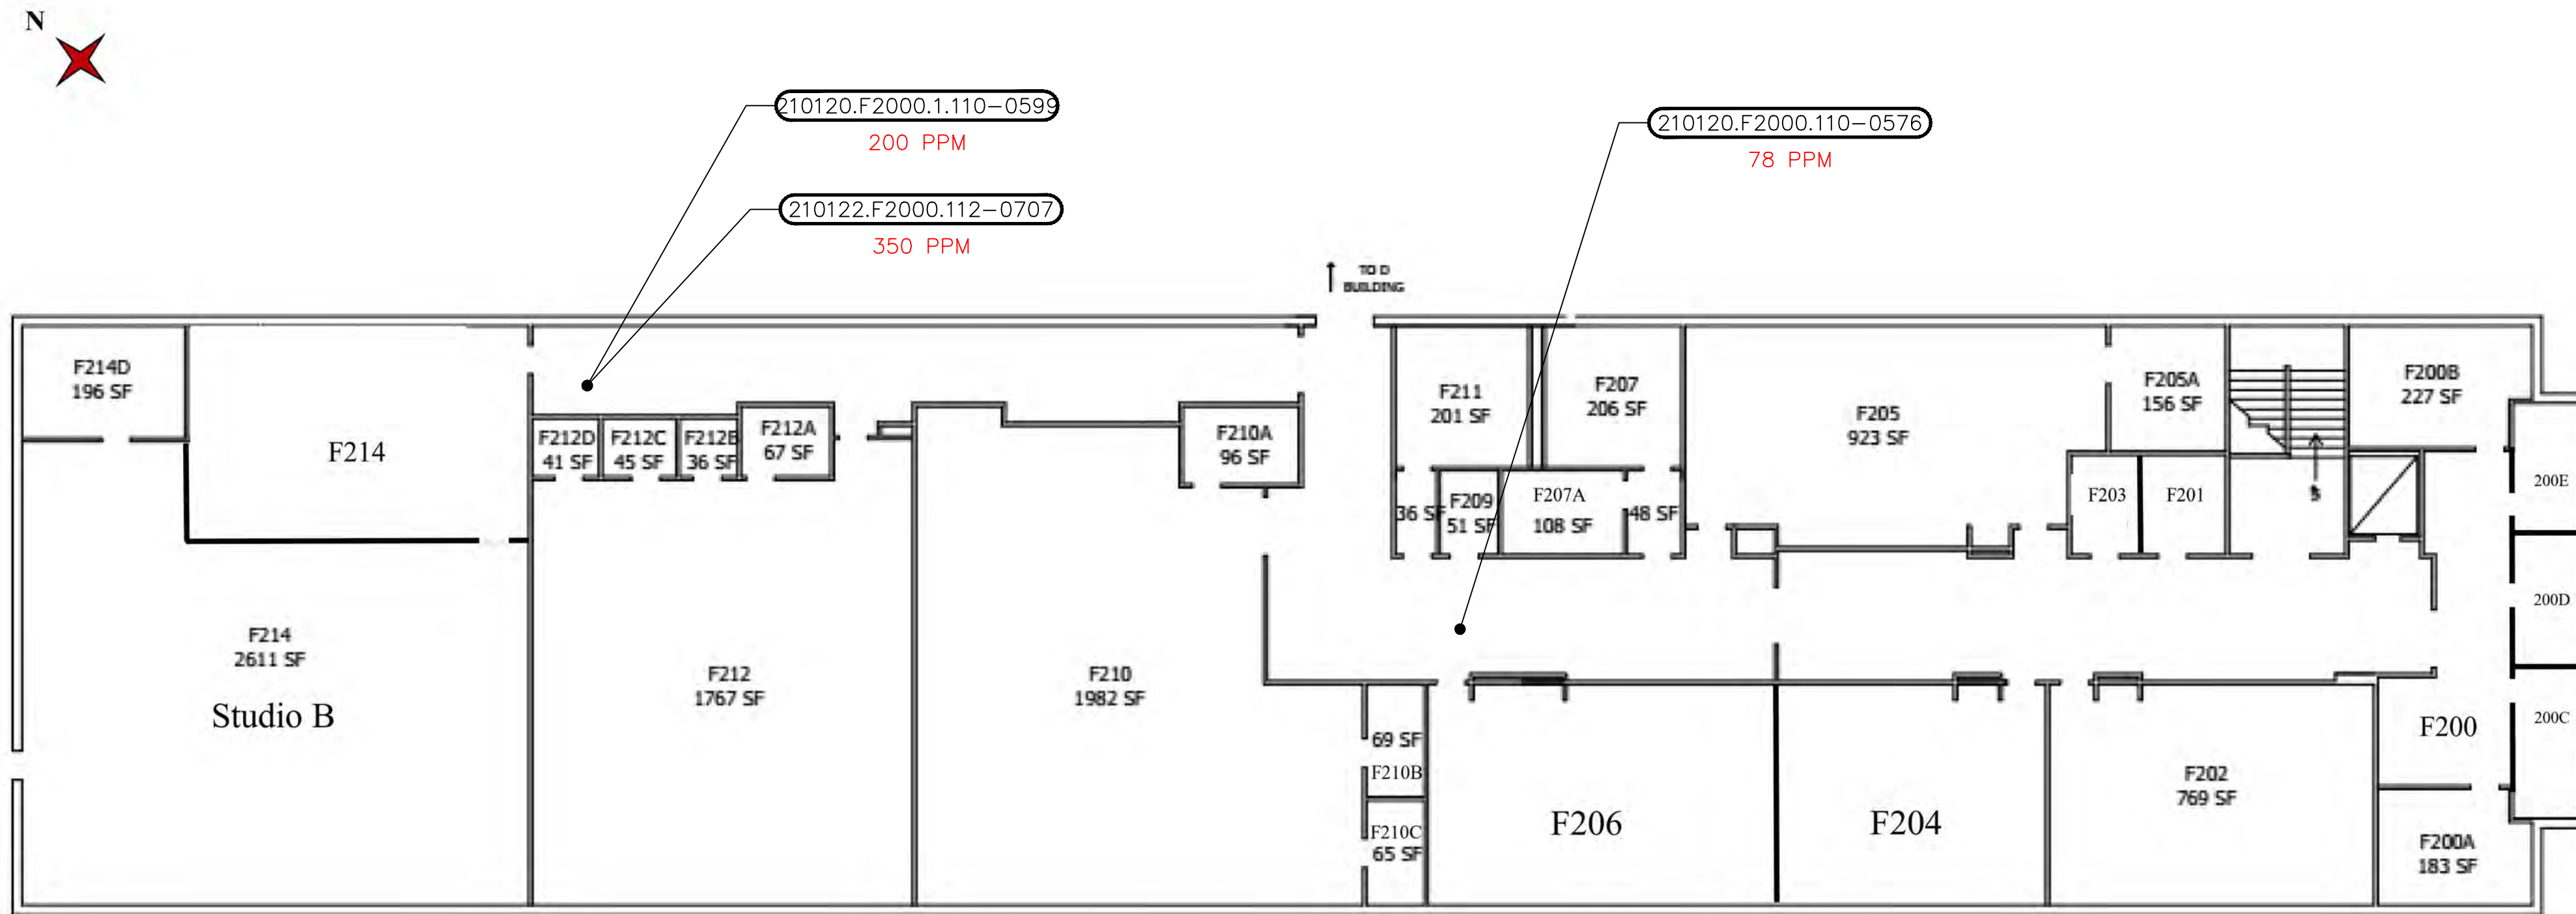 N
210120.F2000.1.110-0599
200 PPM
210122.F2000.112-0707
350 PPM
210120.F2000.110-0576
78 PPM
TO D
BUILDING
F214D
196 SF
F214
F212D
41 SF
F212C
45 SF
F212B
36 SF
F212A
67 SF
F210A
96 SF
F211
201 SF
F207
206 SF
F205
923 SF
F205A
156 SF
F200B
227 SF
36 SF
F209
51 SF
F207A
108 SF
48 SF
F203
F201
200E
200D
200C
F214
2611 SF
Studio B
F212
1767 SF
F210
1982 SF
69 SF
F210B
F210C
65 SF
F206
F204
F202
769 SF
F200
F200A
183 SF